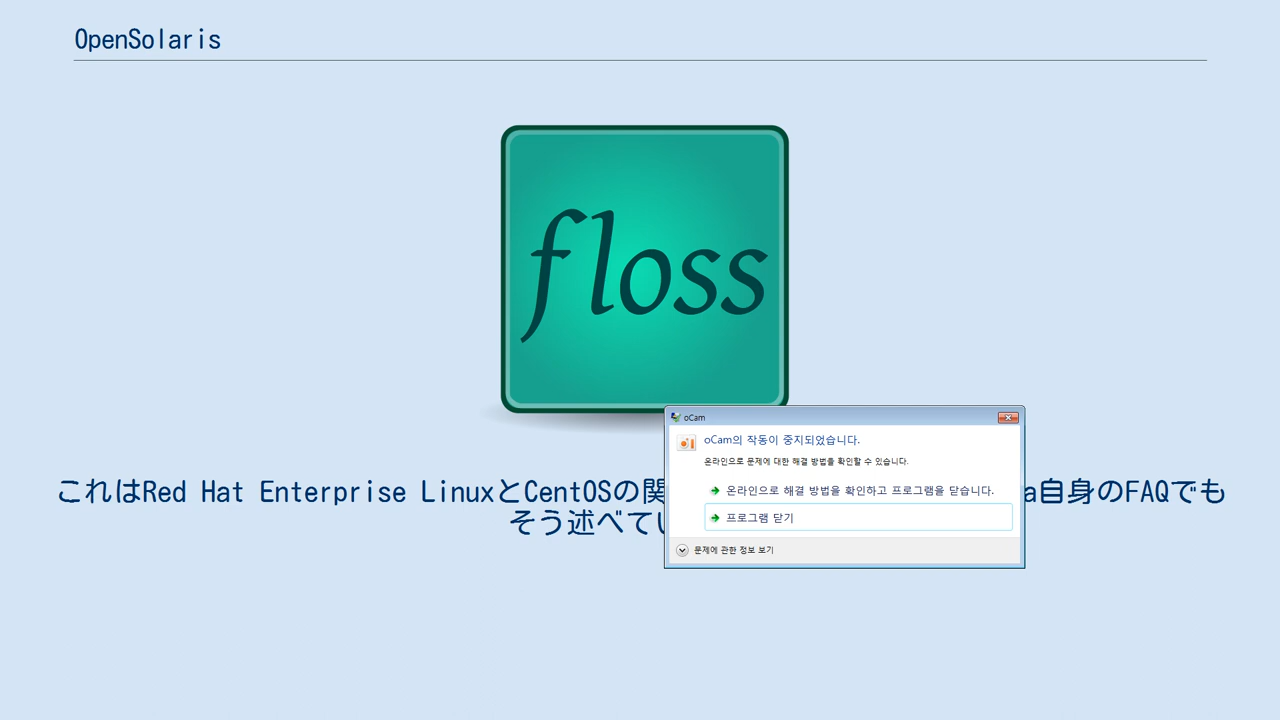 OpenSolaris
floss
oCam
oCam의 작동이 중지되었습니다.
온라인으로 문제에 대한 해결 방법을 확인할 수 있습니다.
온라인으로 해결 방법을 확인하고 프로그램을 닫습니다.
프로그램 닫기
문제에 관한 정보 보기
これはRed Hat Enterprise LinuxとCentOSの関 a自身のFAQでも
そう述べてい